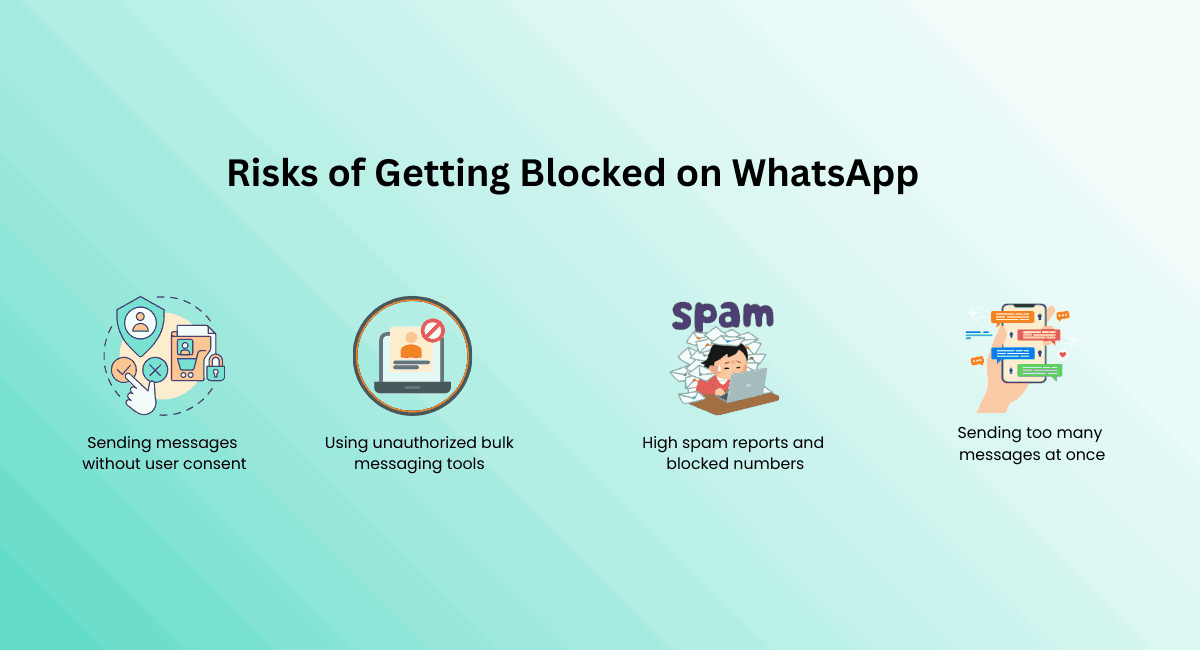 Risks of Getting Blocked on WhatsApp
Sending messages
without user consent
Using unauthorized bulk
messaging tools
spam
High spam reports and
blocked numbers
Sending too many
messages at once